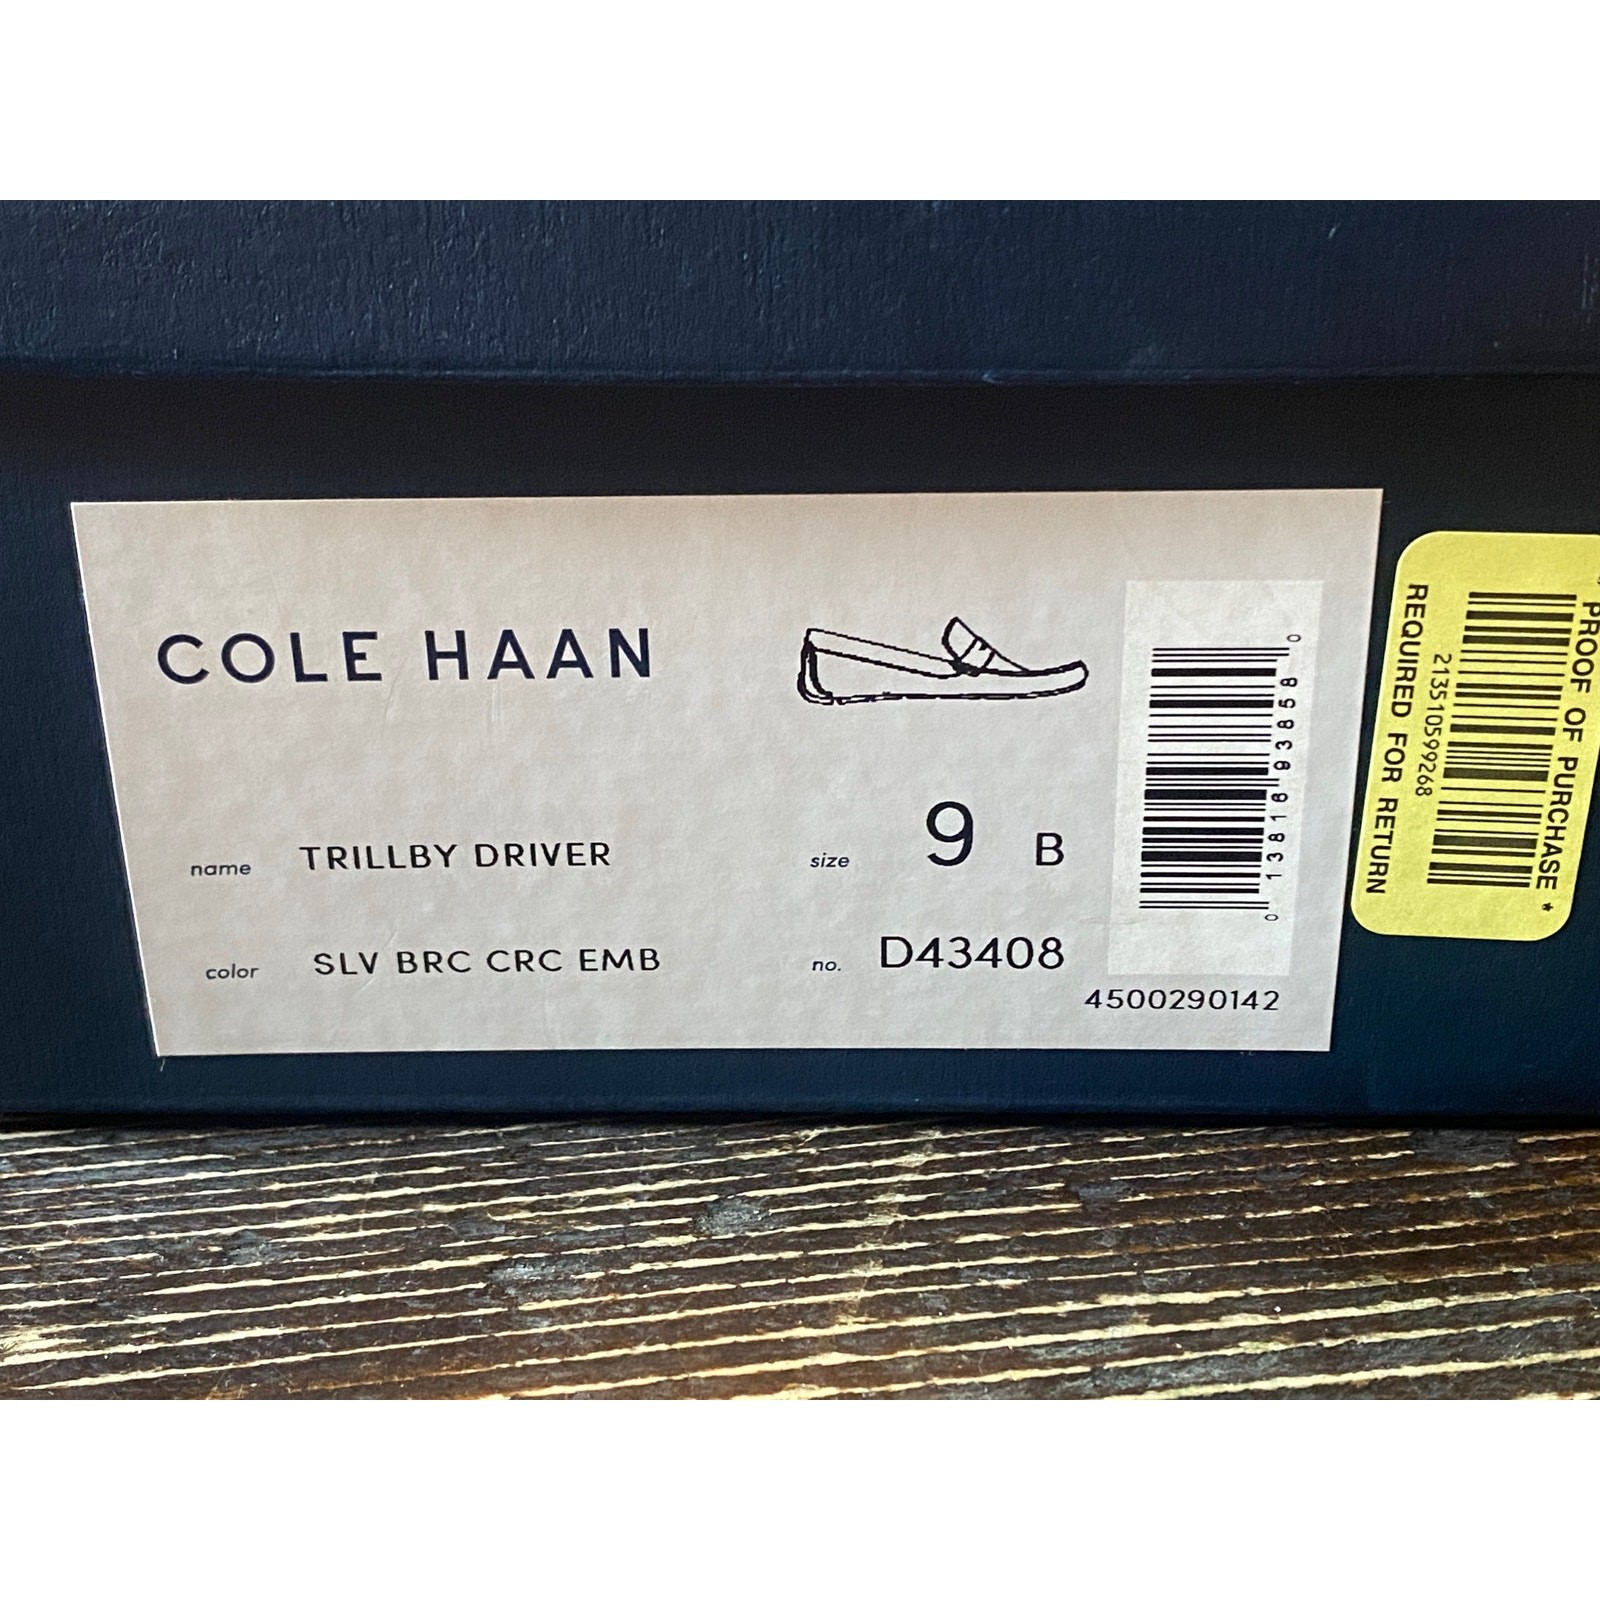 COLE HAAN
name TRILLBY DRIVER
size 9 B
color SLV BRC CRC EMB
no. D43408
0 13818 93858 0
4500290142
PROOF OF PURCHASE *
213510599268
REQUIRED FOR RETURN